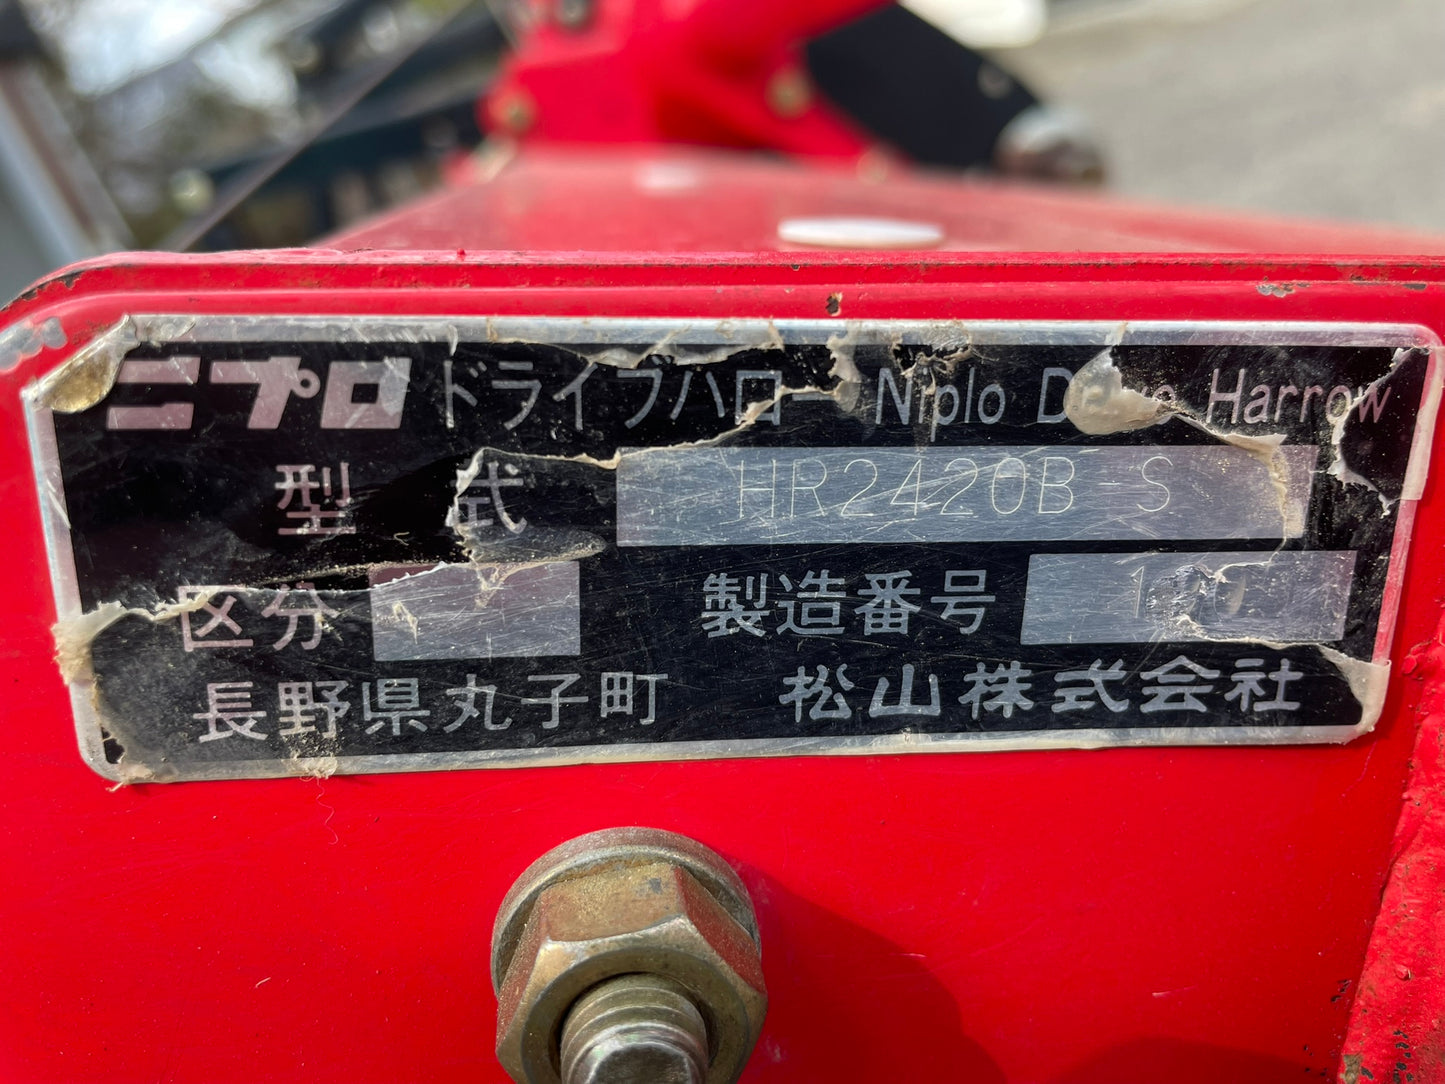 ニプロ ドライブハロー Niplo Drive Harrow
型式 HR2420B-S
区分
製造番号
長野県丸子町 松山株式会社